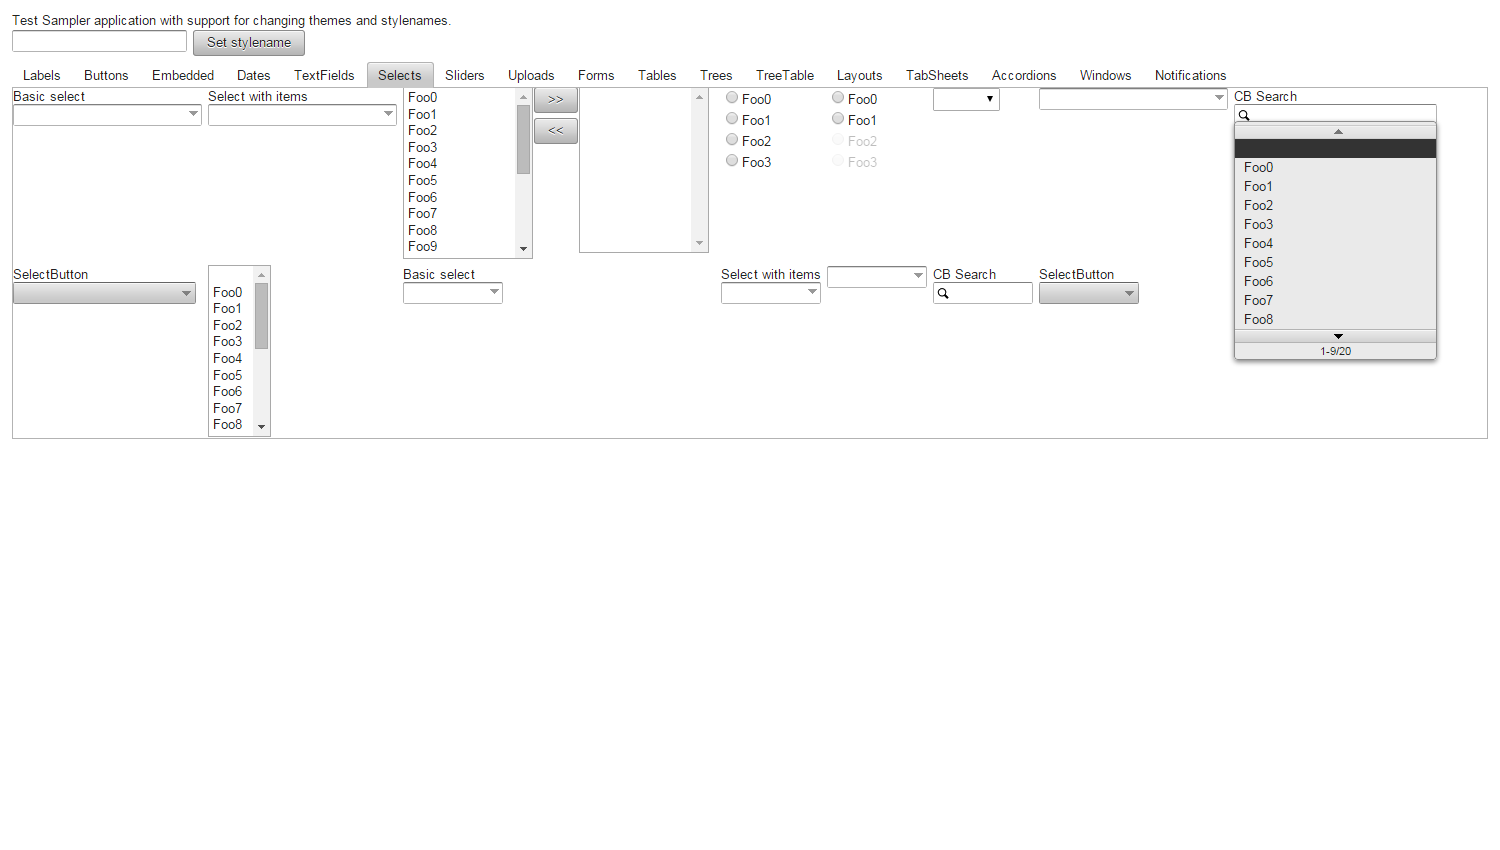 Test Sampler application with support for changing themes and stylenames.
Set stylename
Labels Buttons Embedded Dates TextFields Selects Sliders Uploads Forms Tables Trees TreeTable Layouts TabSheets Accordions Windows Notifications
Basic select
Select with items
Foo0
Foo1
Foo2
Foo3
Foo4
Foo5
Foo6
Foo7
Foo8
Foo9
>>
<<
Foo0
Foo1
Foo2
Foo3
Foo0
Foo1
Foo2
Foo3
CB Search
Foo0
Foo1
Foo2
Foo3
Foo4
Foo5
Foo6
Foo7
Foo8
1-9/20
SelectButton
Foo0
Foo1
Foo2
Foo3
Foo4
Foo5
Foo6
Foo7
Foo8
Basic select
Select with items
CB Search
SelectButton